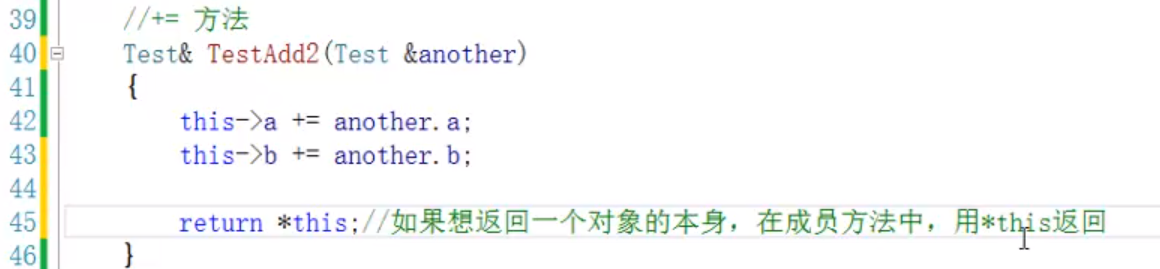 39 //+= 方法
40 Test& TestAdd2(Test &another)
41 {
42 this->a += another.a;
43 this->b += another.b;
44
45 return *this;//如果想返回一个对象的本身，在成员方法中，用*this返回
46 }